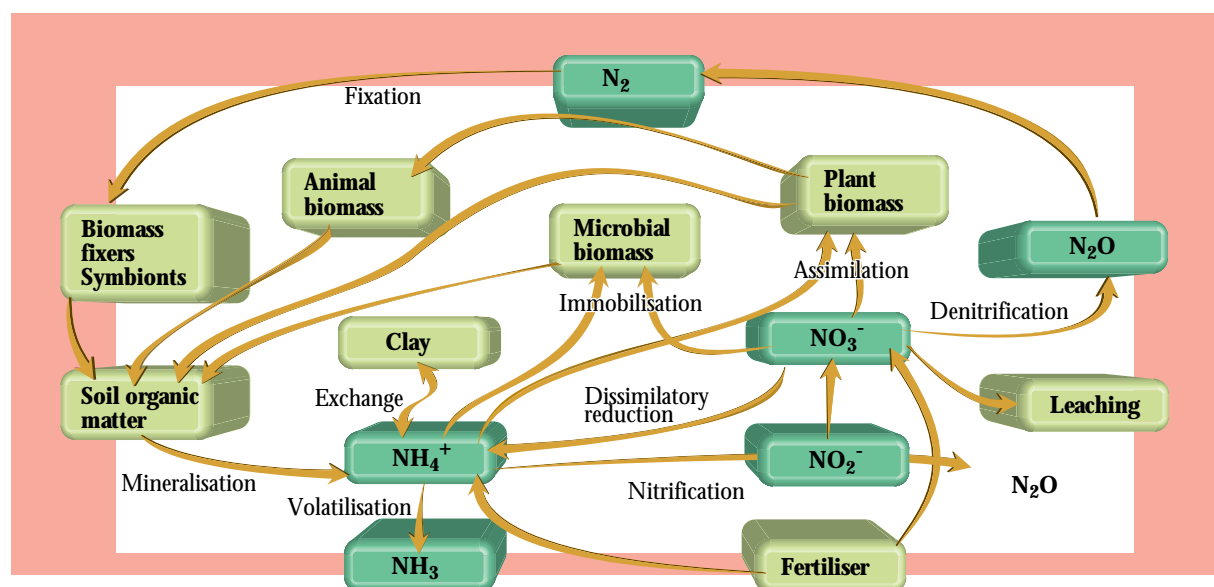 N₂
Fixation
Animal
biomass
Plant
biomass
Biomass
fixers
Symbionts
Microbial
biomass
N₂O
Assimilation
Immobilisation
Denitrification
Clay
NO₃⁻
Exchange
Dissimilatory
reduction
Soil organic
matter
Leaching
NH₄⁺
NO₂⁻
Mineralisation
Nitrification
N₂O
Volatilisation
NH₃
Fertiliser